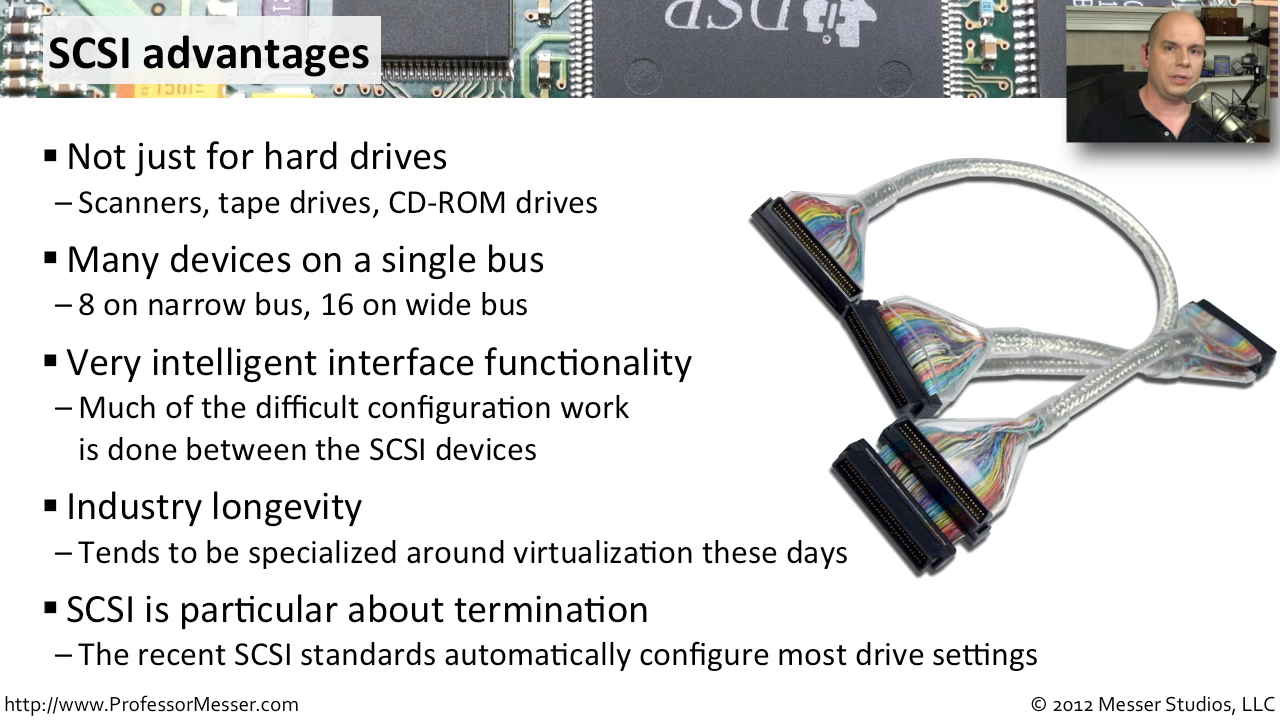 SCSI advantages
▪ Not just for hard drives
– Scanners, tape drives, CD-ROM drives
▪ Many devices on a single bus
– 8 on narrow bus, 16 on wide bus
▪ Very intelligent interface functionality
– Much of the difficult configuration work
is done between the SCSI devices
▪ Industry longevity
– Tends to be specialized around virtualization these days
▪ SCSI is particular about termination
– The recent SCSI standards automatically configure most drive settings
http://www.ProfessorMesser.com
© 2012 Messer Studios, LLC
DSP